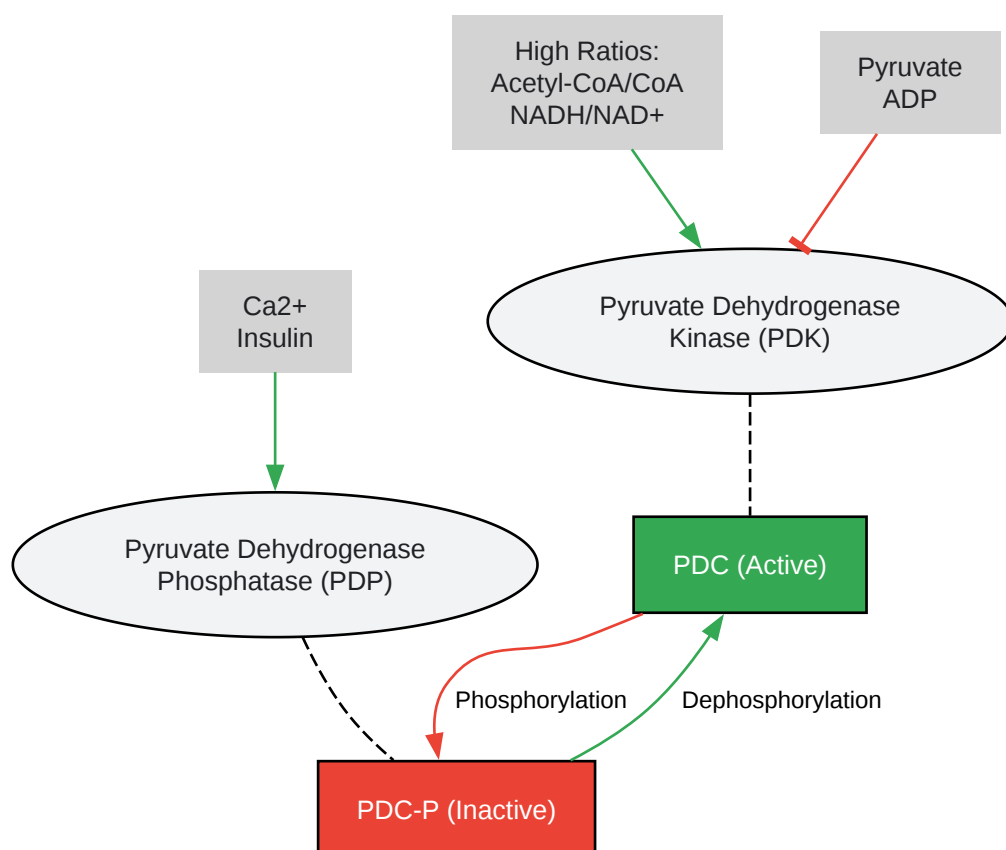 High Ratios:
Acetyl-CoA/CoA
NADH/NAD+
Pyruvate
ADP
Ca2+
Insulin
Pyruvate Dehydrogenase
Kinase (PDK)
Pyruvate Dehydrogenase
Phosphatase (PDP)
PDC (Active)
Phosphorylation
Dephosphorylation
PDC-P (Inactive)